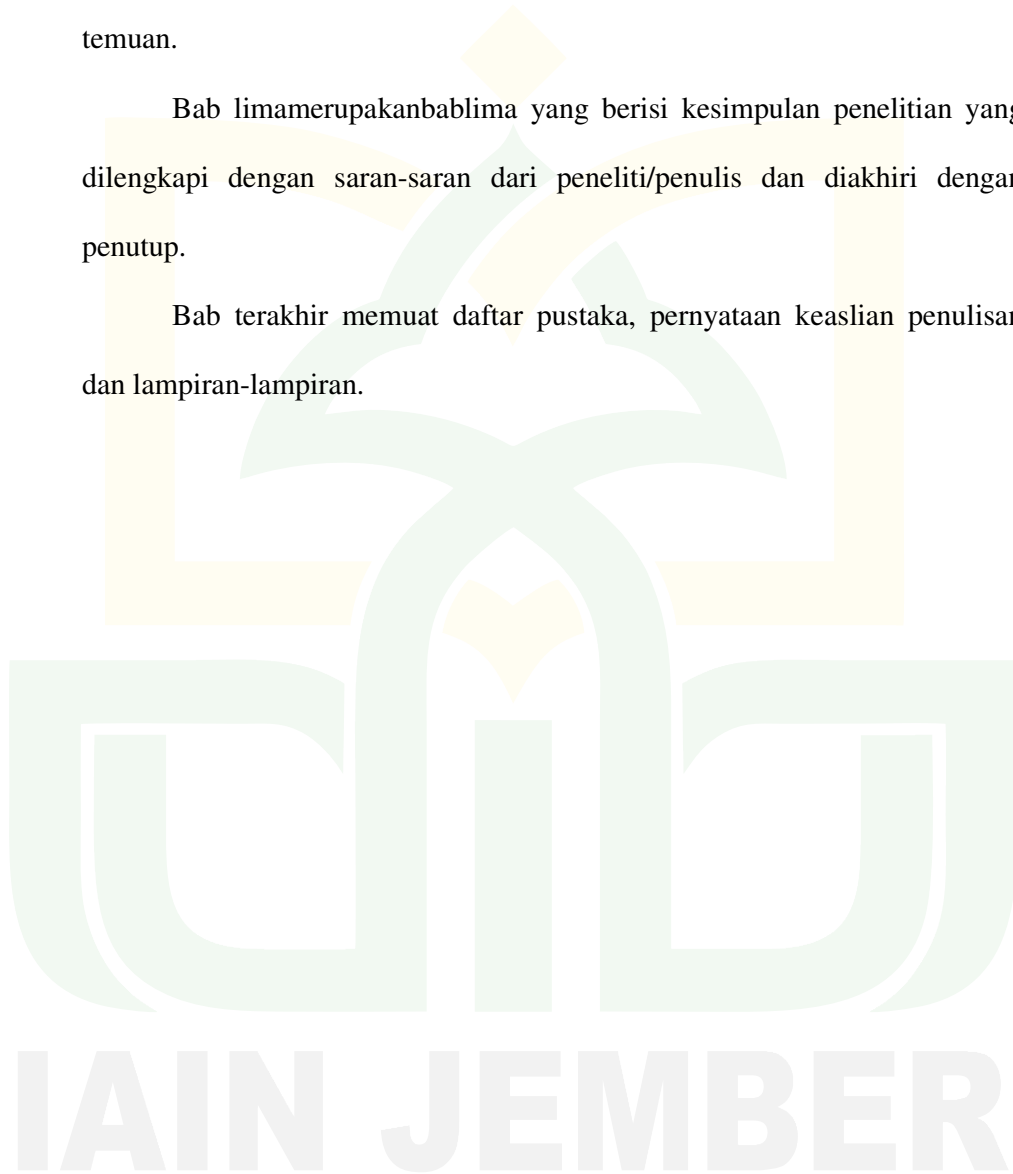 temuan.
Bab limamerupakanbablima yang berisi kesimpulan penelitian yang
dilengkapi dengan saran-saran dari peneliti/penulis dan diakhiri dengan
penutup.
Bab terakhir memuat daftar pustaka, pernyataan keaslian penulisan
dan lampiran-lampiran.
IAIN JEMBER